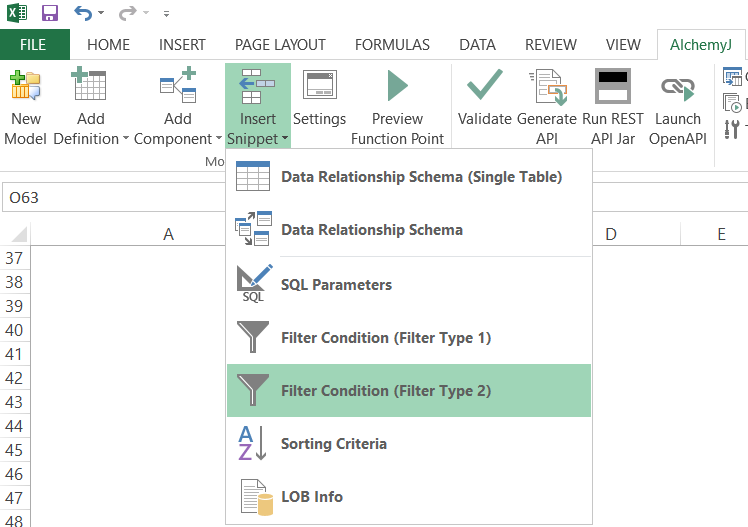 FILE HOME INSERT PAGE LAYOUT FORMULAS DATA REVIEW VIEW AlchemyJ
New Add Add Insert Settings Preview Validate Generate Run REST Launch
Model Definition Component Snippet Function Point API API Jar OpenAPI
Mo
Data Relationship Schema (Single Table)
O63
Data Relationship Schema
A D E
37
38
SQL
SQL Parameters
39
40
Filter Condition (Filter Type 1)
41
42
Filter Condition (Filter Type 2)
43
44
A
Z
Sorting Criteria
45
46
47
LOB Info
48